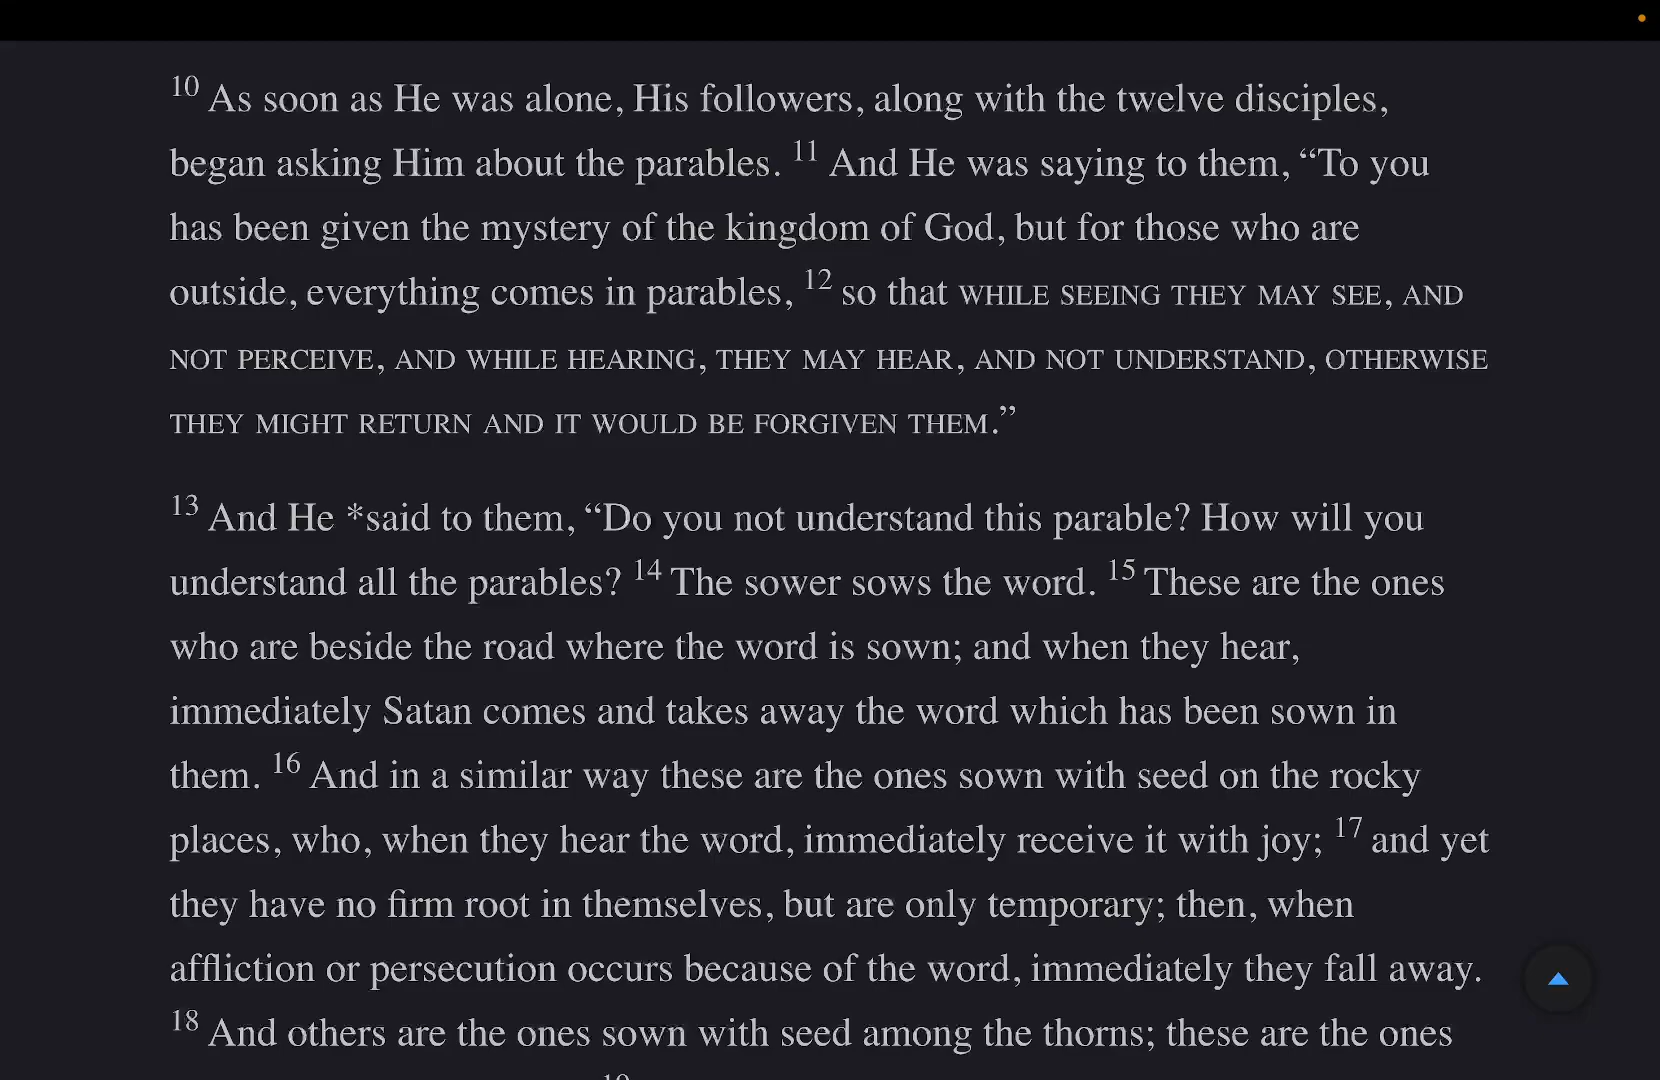 10 As soon as He was alone, His followers, along with the twelve disciples,
began asking Him about the parables. 11 And He was saying to them, “To you
has been given the mystery of the kingdom of God, but for those who are
outside, everything comes in parables, 12 so that WHILE SEEING THEY MAY SEE, AND
NOT PERCEIVE, AND WHILE HEARING, THEY MAY HEAR, AND NOT UNDERSTAND, OTHERWISE
THEY MIGHT RETURN AND IT WOULD BE FORGIVEN THEM.”
13 And He *said to them, “Do you not understand this parable? How will you
understand all the parables? 14 The sower sows the word. 15 These are the ones
who are beside the road where the word is sown; and when they hear,
immediately Satan comes and takes away the word which has been sown in
them. 16 And in a similar way these are the ones sown with seed on the rocky
places, who, when they hear the word, immediately receive it with joy; 17 and yet
they have no firm root in themselves, but are only temporary; then, when
affliction or persecution occurs because of the word, immediately they fall away.
18 And others are the ones sown with seed among the thorns; these are the ones